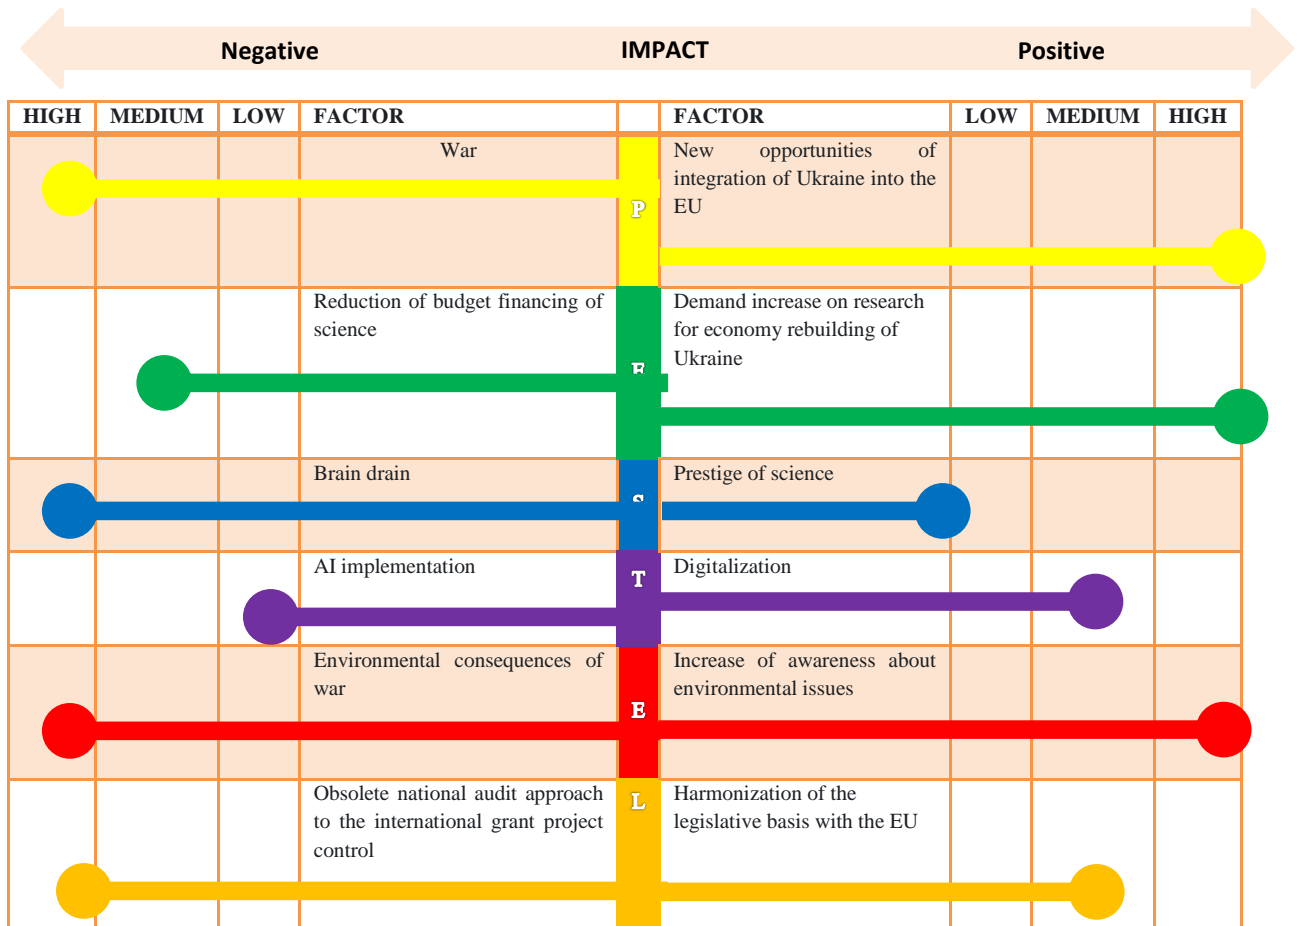 Negative IMPACT Positive
HIGH MEDIUM LOW FACTOR FACTOR LOW MEDIUM HIGH
War
New opportunities of
integration of Ukraine into the
EU
P
Reduction of budget financing of
science
Demand increase on research
for economy rebuilding of
Ukraine
E
Brain drain
Prestige of science
S
AI implementation
T
Digitalization
Environmental consequences of
war
Increase of awareness about
environmental issues
E
Obsolete national audit approach
to the international grant project
control
L
Harmonization of the
legislative basis with the EU